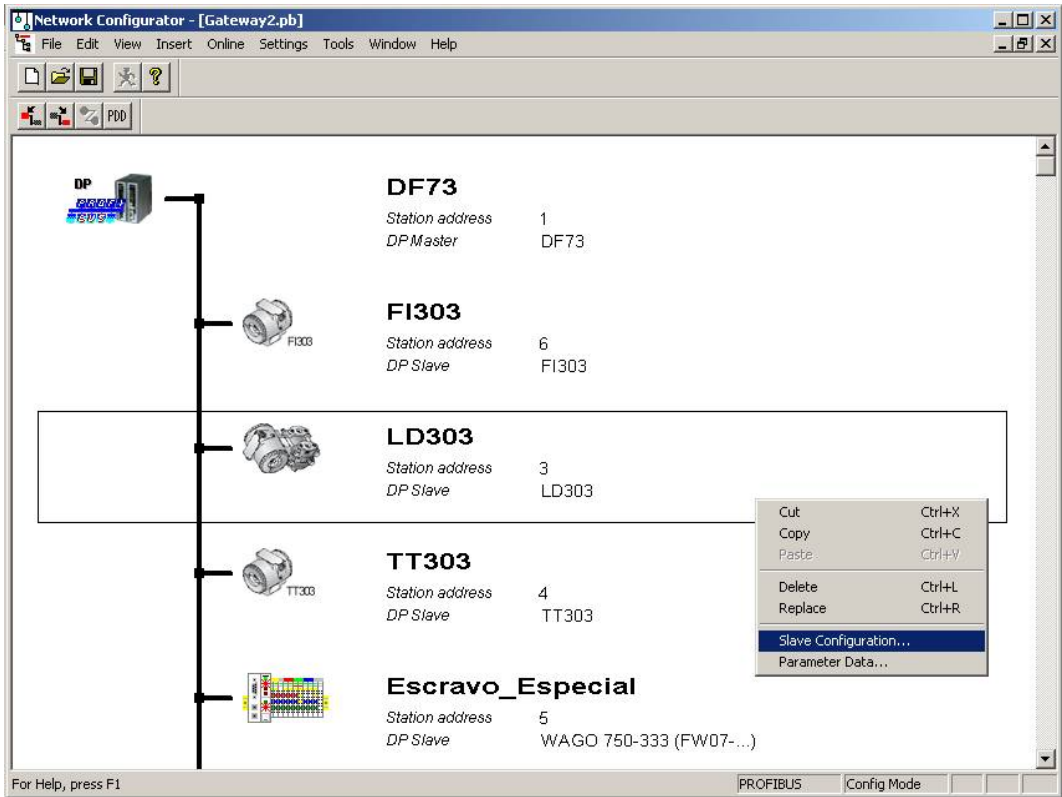 Network Configurator - [Gateway2.pb]
File Edit View Insert Online Settings Tools Window Help
PDD
DP
PROFI
BUS
DF73
Station address 1
DP Master DF73
FI303
FI303
Station address 6
DP Slave FI303
LD303
Station address 3
DP Slave LD303
Cut Ctrl+X
Copy Ctrl+C
Paste Ctrl+V
Delete Ctrl+L
Replace Ctrl+R
Slave Configuration...
Parameter Data...
TT303
TT303
Station address 4
DP Slave TT303
Escravo_Especial
Station address 5
DP Slave WAGO 750-333 (FW07-...)
For Help, press F1 PROFIBUS Config Mode